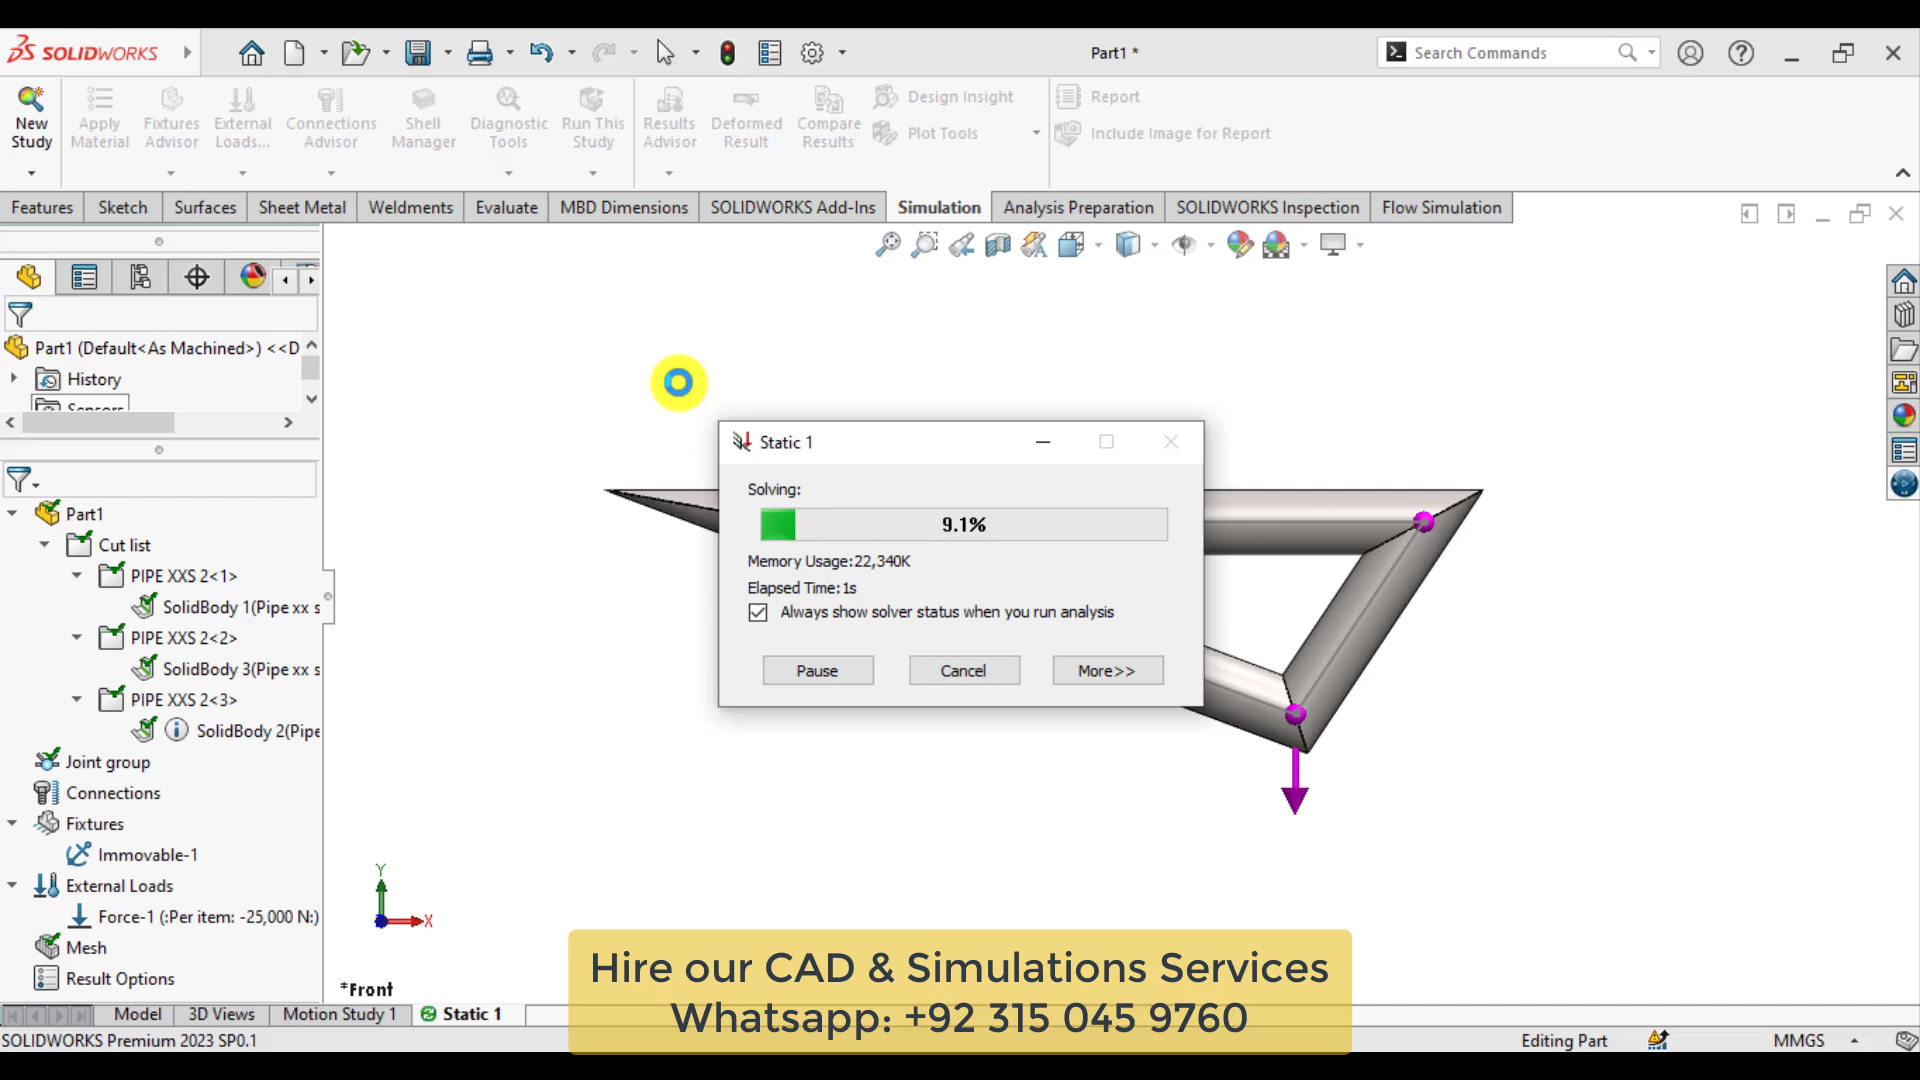 SOLIDWORKS
Part1 *
Search Commands
New Study
Apply Material
Fixtures Advisor
External Loads...
Connections Advisor
Shell Manager
Diagnostic Tools
Run This Study
Results Advisor
Deformed Result
Compare Results
Design Insight
Plot Tools
Report
Include Image for Report
Features Sketch Surfaces Sheet Metal Weldments Evaluate MBD Dimensions SOLIDWORKS Add-Ins Simulation Analysis Preparation SOLIDWORKS Inspection Flow Simulation
Part1 (Default<As Machined>) <<D
History
Sensors
Part1
Cut list
PIPE XXS 2<1>
SolidBody 1(Pipe xx s
PIPE XXS 2<2>
SolidBody 3(Pipe xx s
PIPE XXS 2<3>
SolidBody 2(Pipe
Joint group
Connections
Fixtures
Immovable-1
External Loads
Force-1 (:Per item: -25,000 N:)
Mesh
Result Options
Static 1
Solving:
9.1%
Memory Usage:22,340K
Elapsed Time:1s
Always show solver status when you run analysis
Pause
Cancel
More>>
Y
X
*Front
Hire our CAD & Simulations Services
Whatsapp: +92 315 045 9760
Model 3D Views Motion Study 1 Static 1
SOLIDWORKS Premium 2023 SP0.1
Editing Part
MMGS